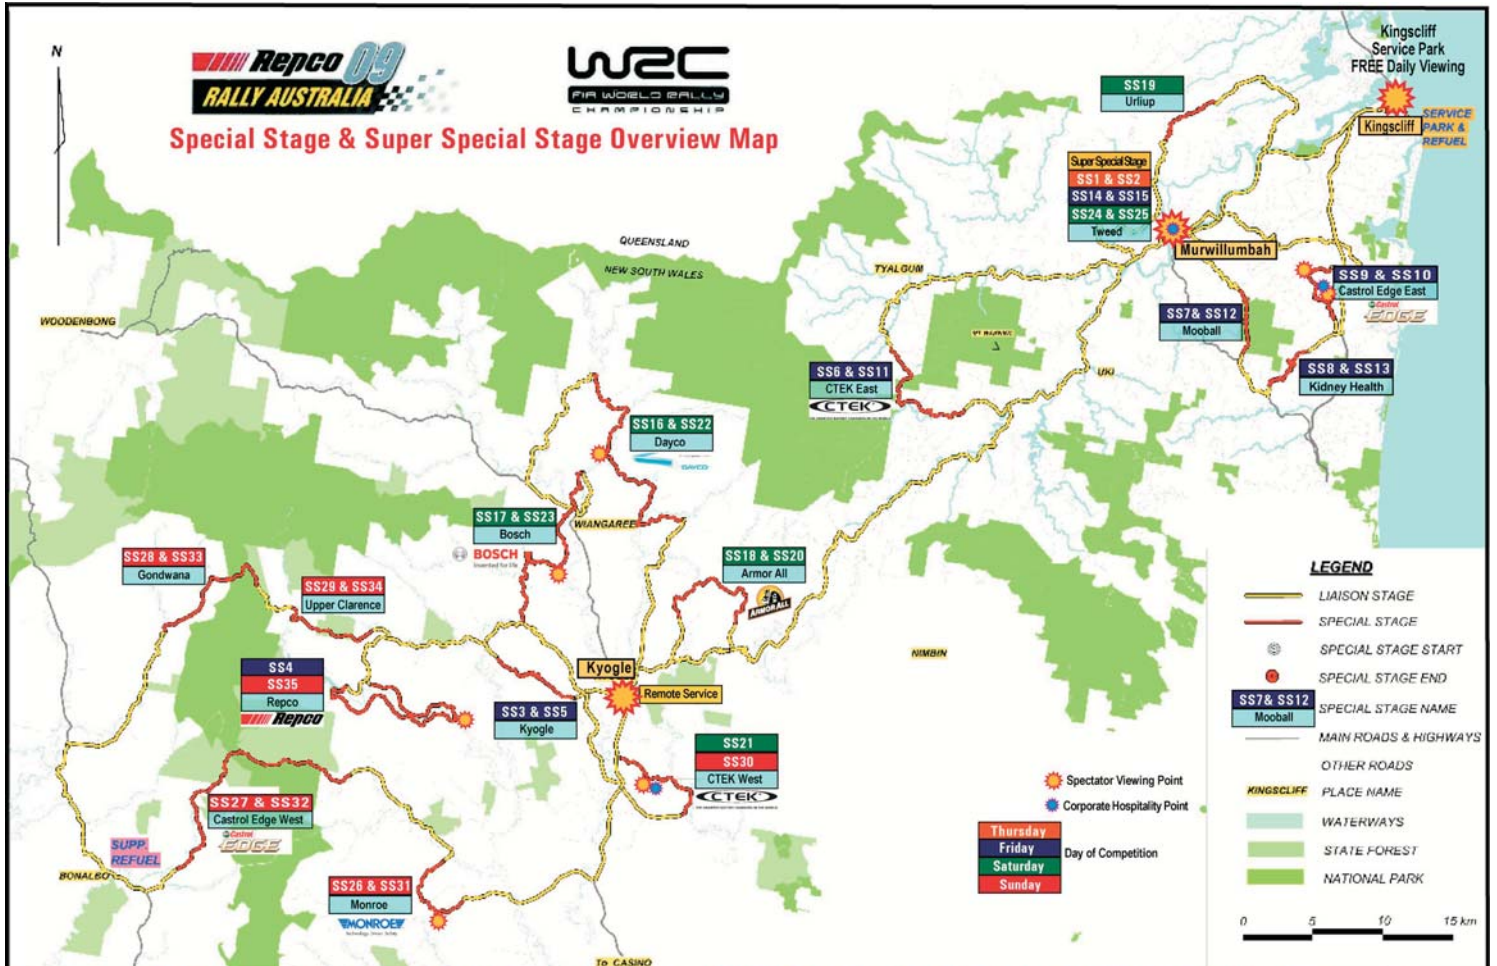 N
Repco 09
RALLY AUSTRALIA
WRC
FIA WORLD RALLY
CHAMPIONSHIP
Special Stage & Super Special Stage Overview Map
Kingscliff
Service Park
FREE Daily Viewing
Kingscliff
SERVICE
PARK &
REFUEL
SS19
Urliup
Super Special Stage
SS1 & SS2
SS14 & SS15
SS24 & SS25
Tweed
Murwillumbah
QUEENSLAND
NEW SOUTH WALES
TYALGUM
WOODENBONG
SS9 & SS10
Castrol Edge East
Castrol
EDGE
SS7& SS12
Mooball
SS8 & SS13
Kidney Health
UKI
SS6 & SS11
CTEK East
CTEK
SS16 & SS22
Dayco
DAYCO
SS17 & SS23
Bosch
BOSCH
Invented for life
WIANGAREE
SS28 & SS33
Gondwana
SS29 & SS34
Upper Clarence
SS18 & SS20
Armor All
ARMORALL
NIMBIN
Kyogle
Remote Service
SS4
SS35
Repco
Repco
SS3 & SS5
Kyogle
SS21
SS30
CTEK West
CTEK
SS27 & SS32
Castrol Edge West
Castrol
EDGE
SUPP.
REFUEL
BONALBO
SS26 & SS31
Monroe
MONROE
To CASINO
Spectator Viewing Point
Corporate Hospitality Point
Thursday
Friday
Saturday
Sunday
Day of Competition
LEGEND
LIAISON STAGE
SPECIAL STAGE
SPECIAL STAGE START
SPECIAL STAGE END
SS7& SS12
Mooball
SPECIAL STAGE NAME
MAIN ROADS & HIGHWAYS
OTHER ROADS
KINGSCLIFF
PLACE NAME
WATERWAYS
STATE FOREST
NATIONAL PARK
0 5 10 15 km